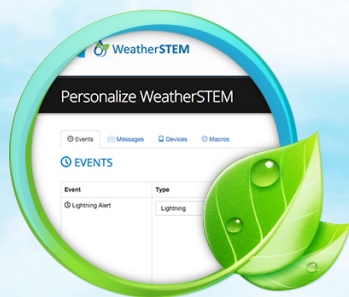 WeatherSTEM
Personalize WeatherSTEM
Events Messages Devices Macros
EVENTS
Event Type
Lightning Alert Lightning